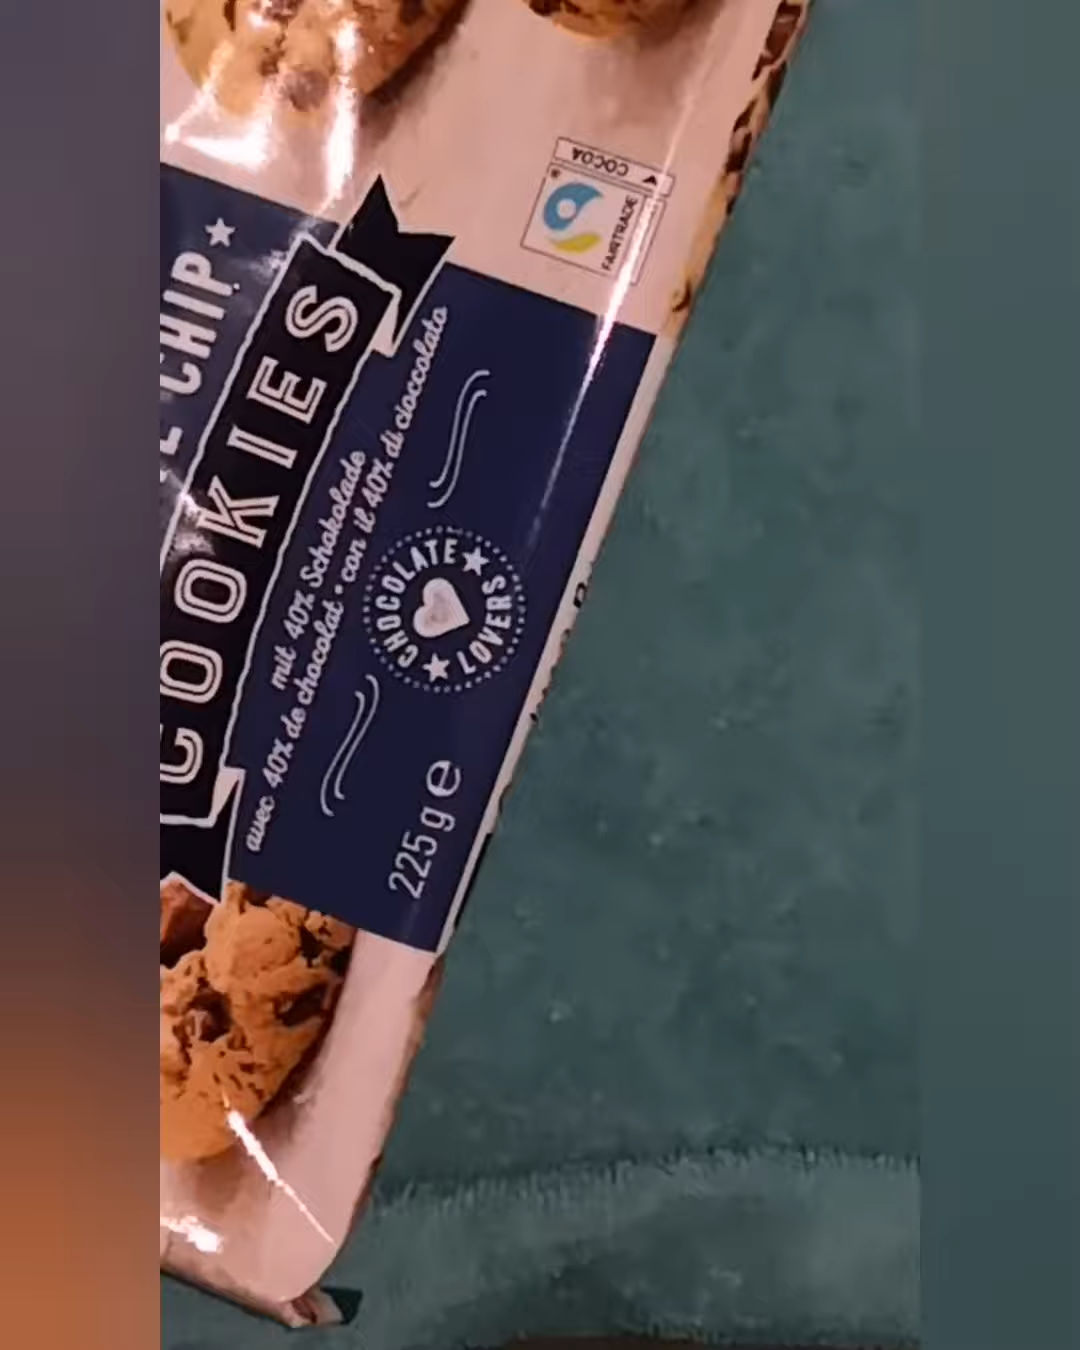 CHIP
COOKIES
mit 40% Schokolade
avec 40% de chocolat • con il 40% di cioccolato
CHOCOLATE LOVERS
225 g e
FAIRTRADE
®
COCOA